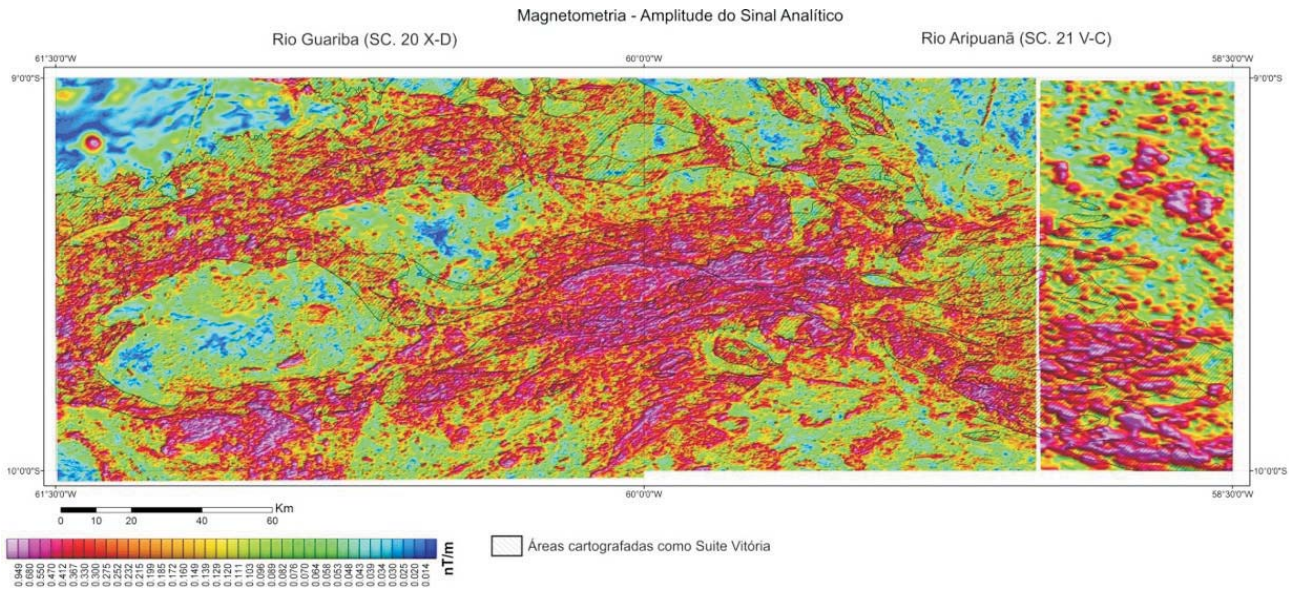 Magnetometria - Amplitude do Sinal Analítico
Rio Guariba (SC. 20 X-D)
Rio Aripuanã (SC. 21 V-C)
61°30'0"W
60°0'0"W
58°30'0"W
9°0'0"S
9°0'0"S
10°0'0"S
10°0'0"S
61°30'0"W
60°0'0"W
58°30'0"W
Km
0 10 20 40 60
nT/m
Áreas cartografadas como Suite Vitória
0.949 0.680 0.550 0.470 0.412 0.367 0.330 0.300 0.275 0.252 0.232 0.215 0.199 0.185 0.172 0.160 0.149 0.139 0.129 0.120 0.111 0.103 0.096 0.089 0.082 0.076 0.070 0.064 0.058 0.053 0.048 0.043 0.039 0.034 0.030 0.025 0.020 0.014